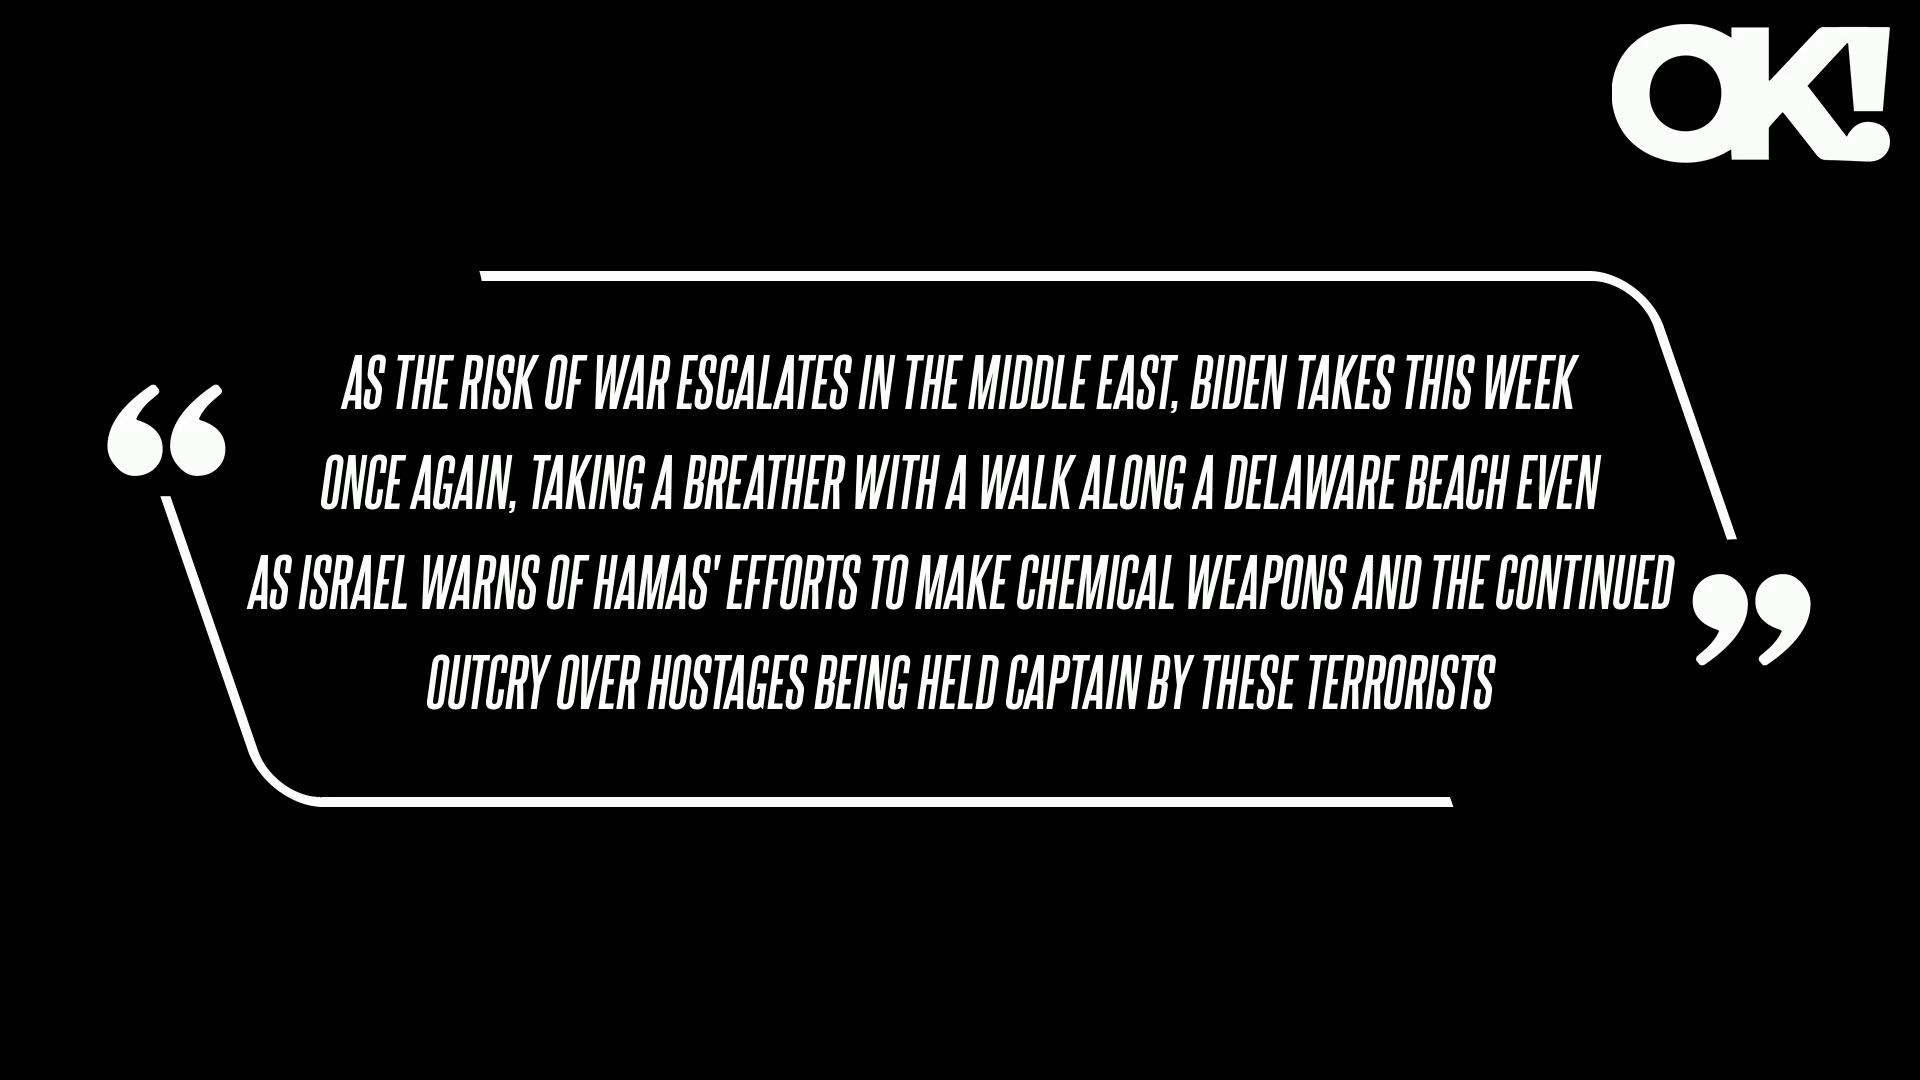 OK!
AS THE RISK OF WAR ESCALATES IN THE MIDDLE EAST, BIDEN TAKES THIS WEEK
ONCE AGAIN, TAKING A BREATHER WITH A WALK ALONG A DELAWARE BEACH EVEN
AS ISRAEL WARNS OF HAMAS' EFFORTS TO MAKE CHEMICAL WEAPONS AND THE CONTINUED
OUTCRY OVER HOSTAGES BEING HELD CAPTAIN BY THESE TERRORISTS